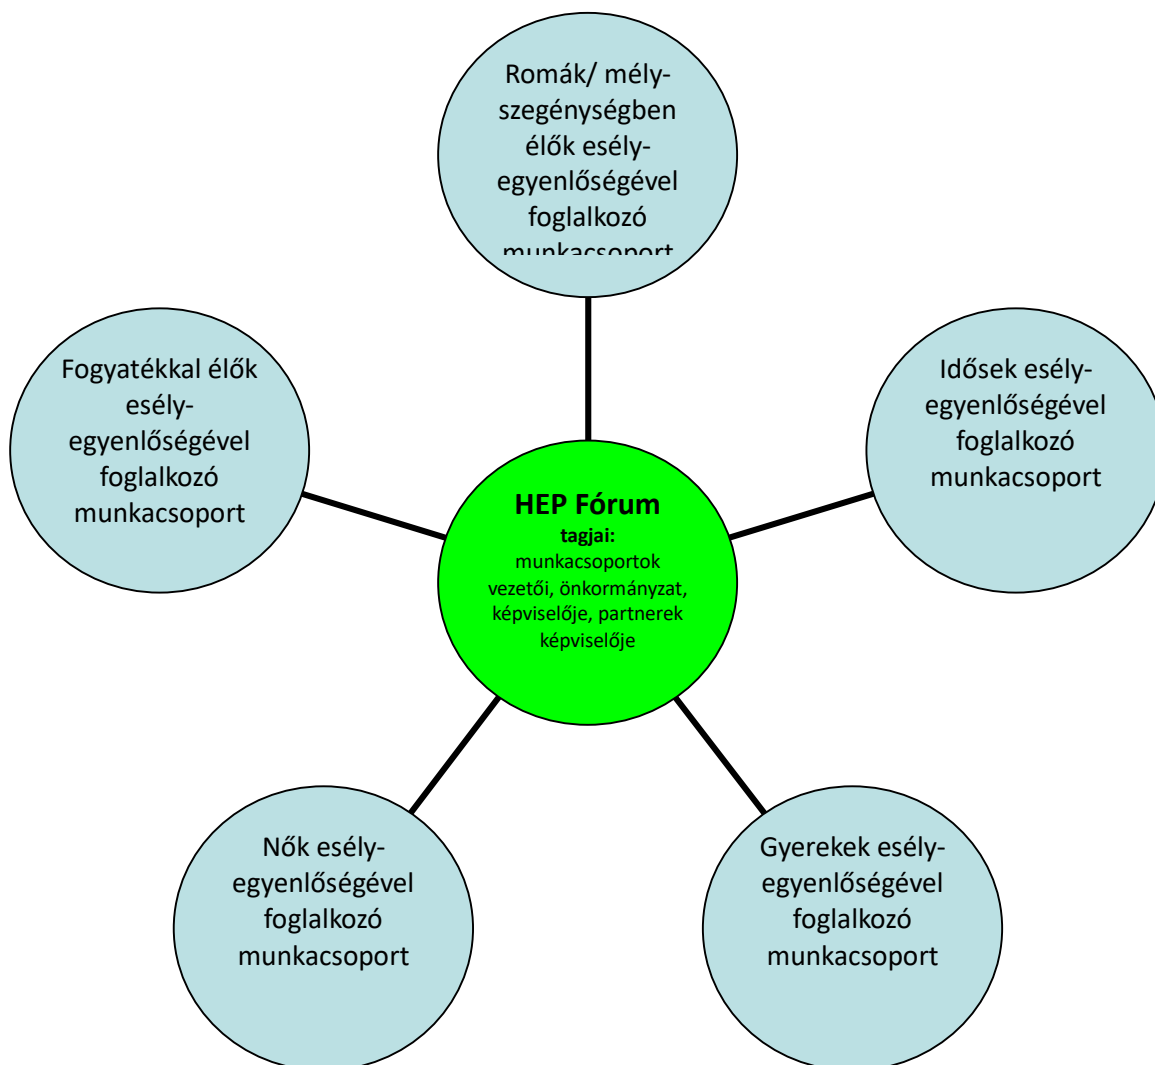 Romák/ mély-
szegénységben
élők esély-
egyenlőségével
foglalkozó
munkacsoport
Fogyatékkal élők
esély-
egyenlőségével
foglalkozó
munkacsoport
Idősek esély-
egyenlőségével
foglalkozó
munkacsoport
HEP Fórum
tagjai:
munkacsoportok
vezetői, önkormányzat,
képviselője, partnerek
képviselője
Nők esély-
egyenlőségével
foglalkozó
munkacsoport
Gyerekek esély-
egyenlőségével
foglalkozó
munkacsoport